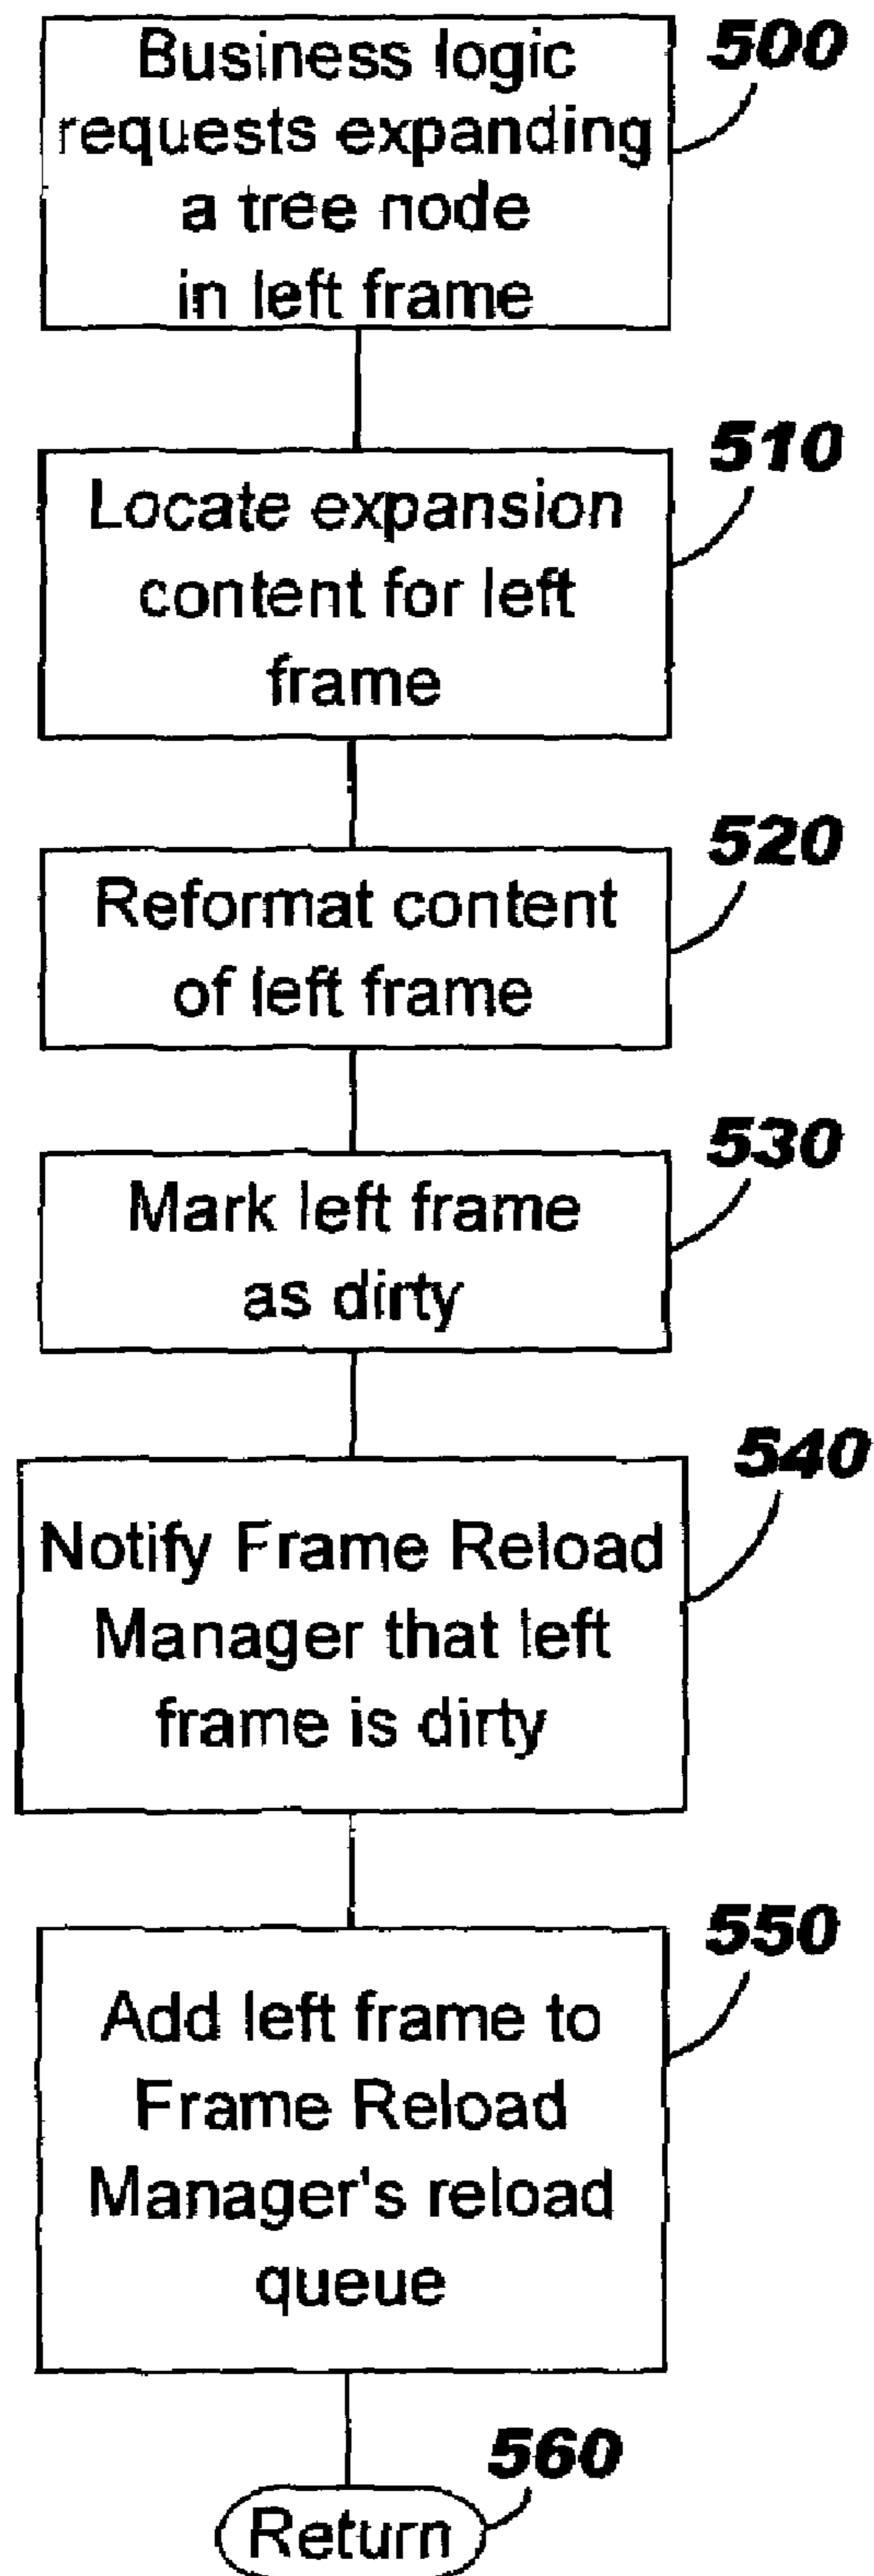 Business logic
requests expanding
a tree node
in left frame
500
Locate expansion
content for left
frame
510
Reformat content
of left frame
520
Mark left frame
as dirty
530
Notify Frame Reload
Manager that left
frame is dirty
540
Add left frame to
Frame Reload
Manager's reload
queue
550
Return
560